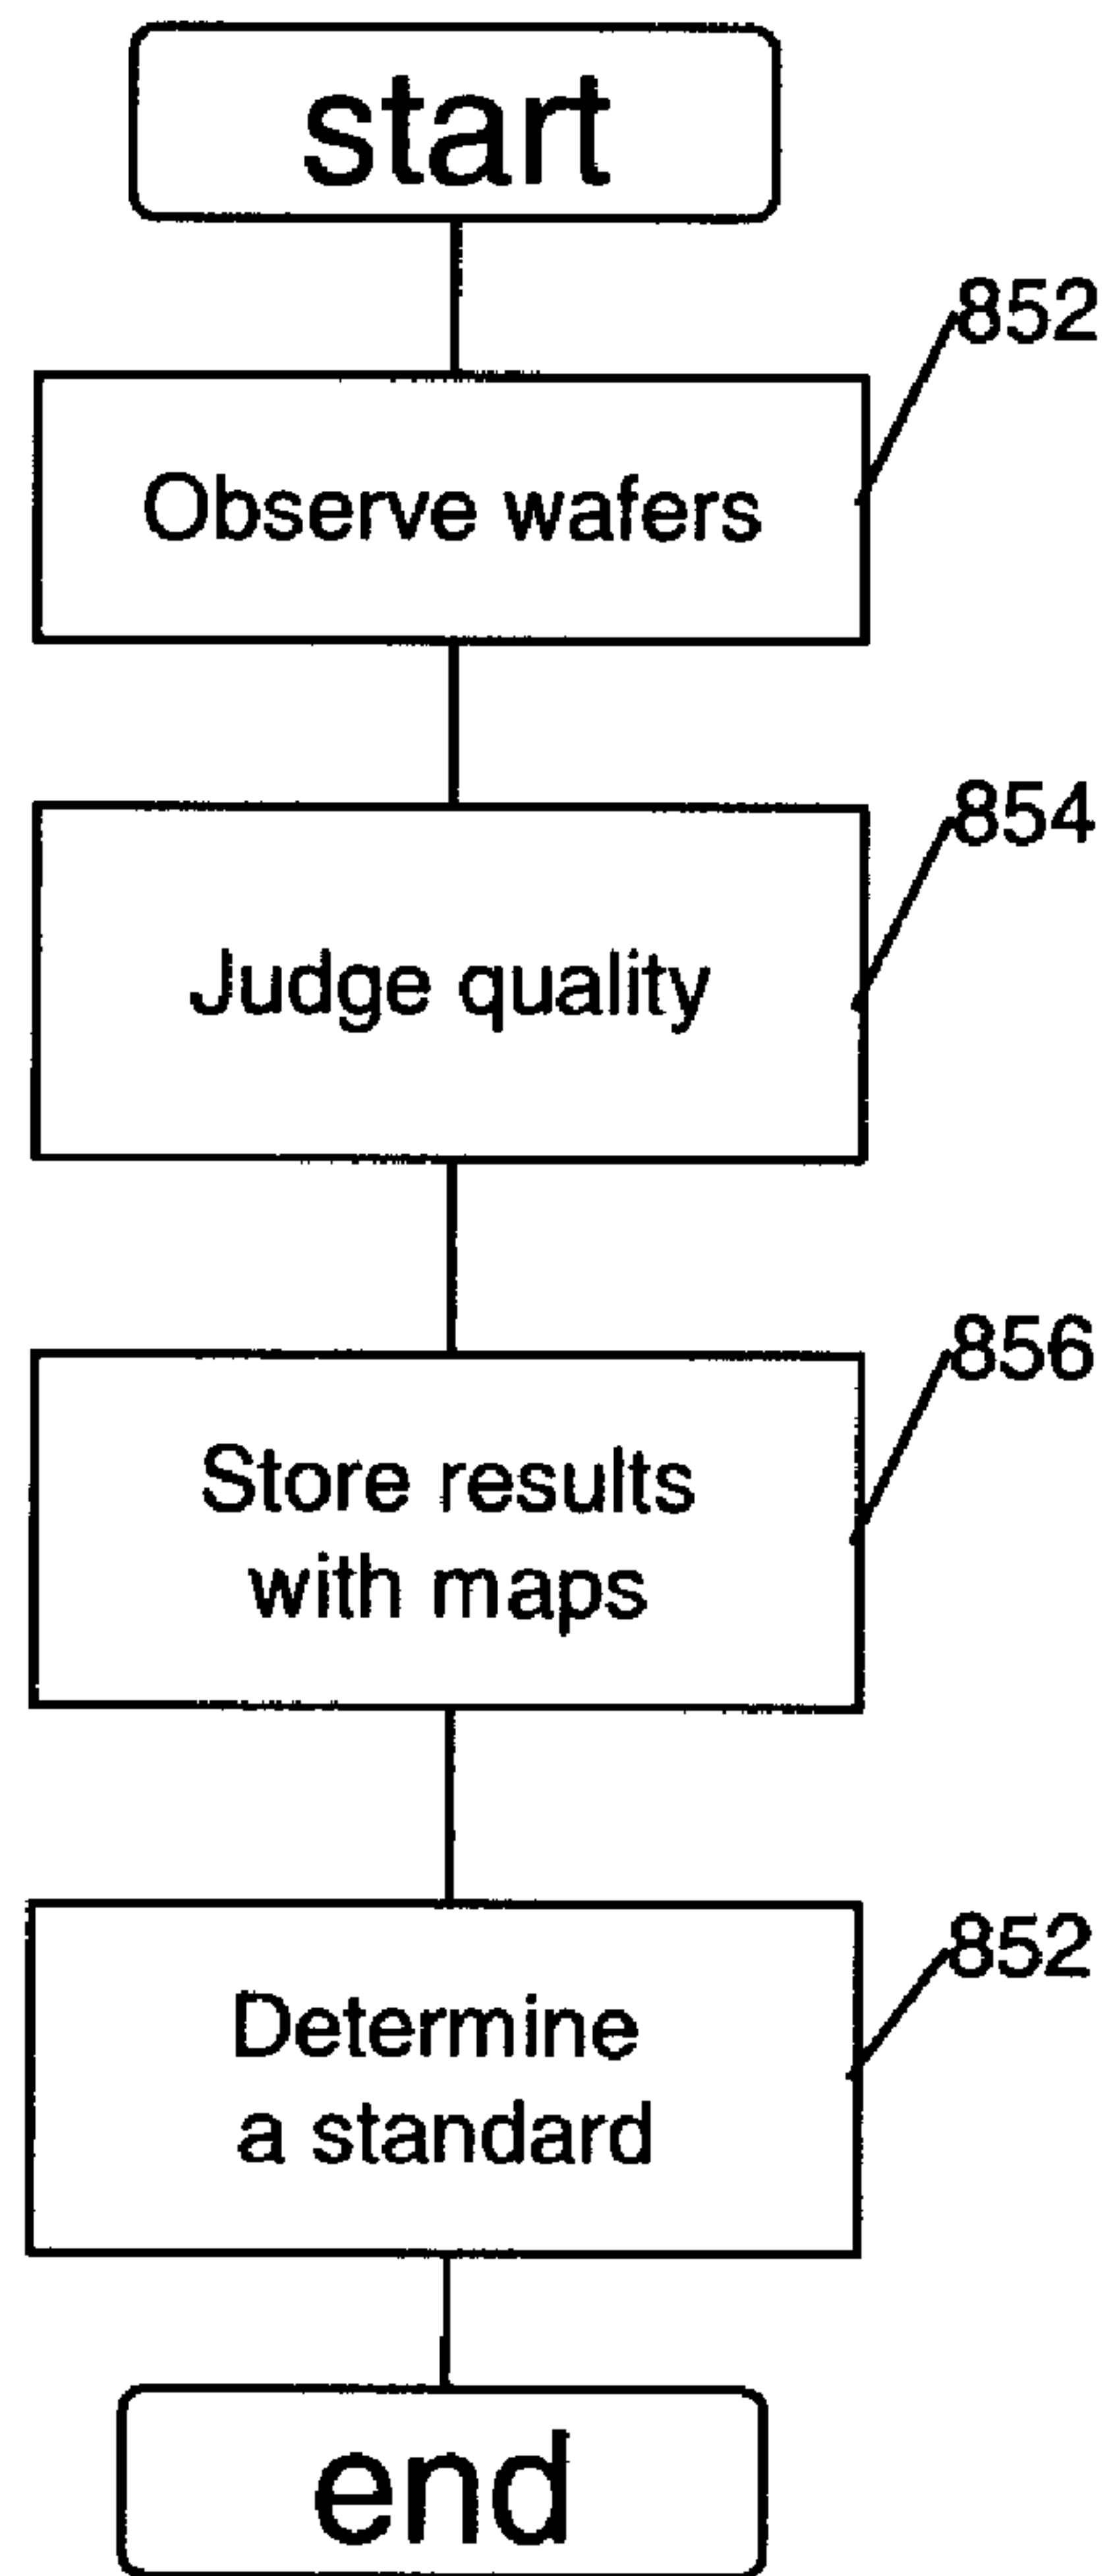 start
852
Observe wafers
854
Judge quality
856
Store results
with maps
852
Determine
a standard
end